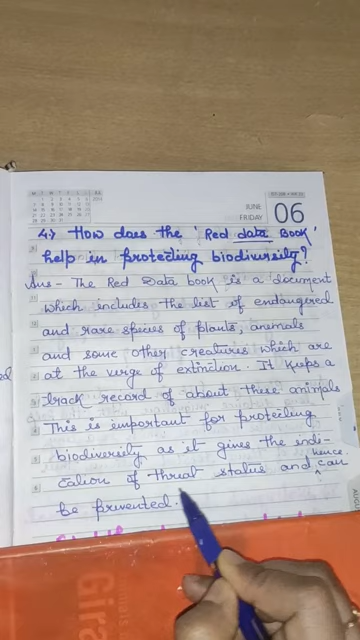 JUNE
FRIDAY
06
4.) How does the 'Red data Book'
help in protecting biodiversity?
Ans - The Red Data book is a document
which includes the list of endangered
and rare species of plants, animals
and some other creatures which are
at the verge of extinction. It keeps a
track record of about these animals
This is important for protecting
biodiversity as it gives the indi-
cation of threat status and hence can
be prevented.
Gira